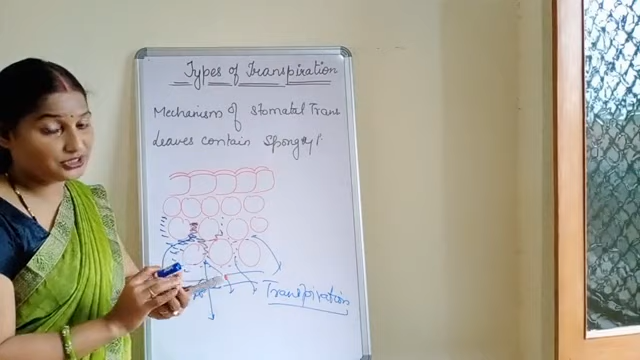 Types of Transpiration
Mechanism of Stomatal Trans
Leaves contain Spongy P
Transpiration